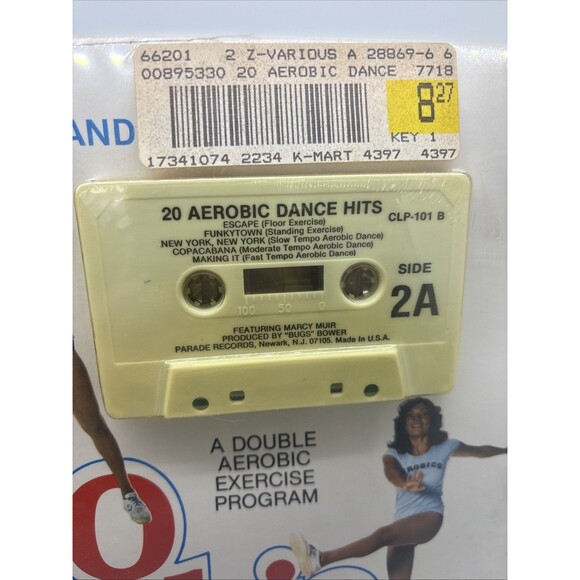 66201 2 Z-VARIOUS A 28869-6 6
00895330 20 AEROBIC DANCE 7718
8 27
KEY 1
17341074 2234 K-MART 4397 4397
AND
20 AEROBIC DANCE HITS
CLP-101 B
ESCAPE (Floor Exercise)
FUNKYTOWN (Standing Exercise)
NEW YORK, NEW YORK (Slow Tempo Aerobic Dance)
COPACABANA (Moderate Tempo Aerobic Dance)
MAKING IT (Fast Tempo Aerobic Dance)
SIDE
2A
100 50 0
FEATURING MARCY MUIR
PRODUCED BY "BUGS" BOWER
PARADE RECORDS, Newark, N.J. 07105. Made In U.S.A.
A DOUBLE
AEROBIC
EXERCISE
PROGRAM